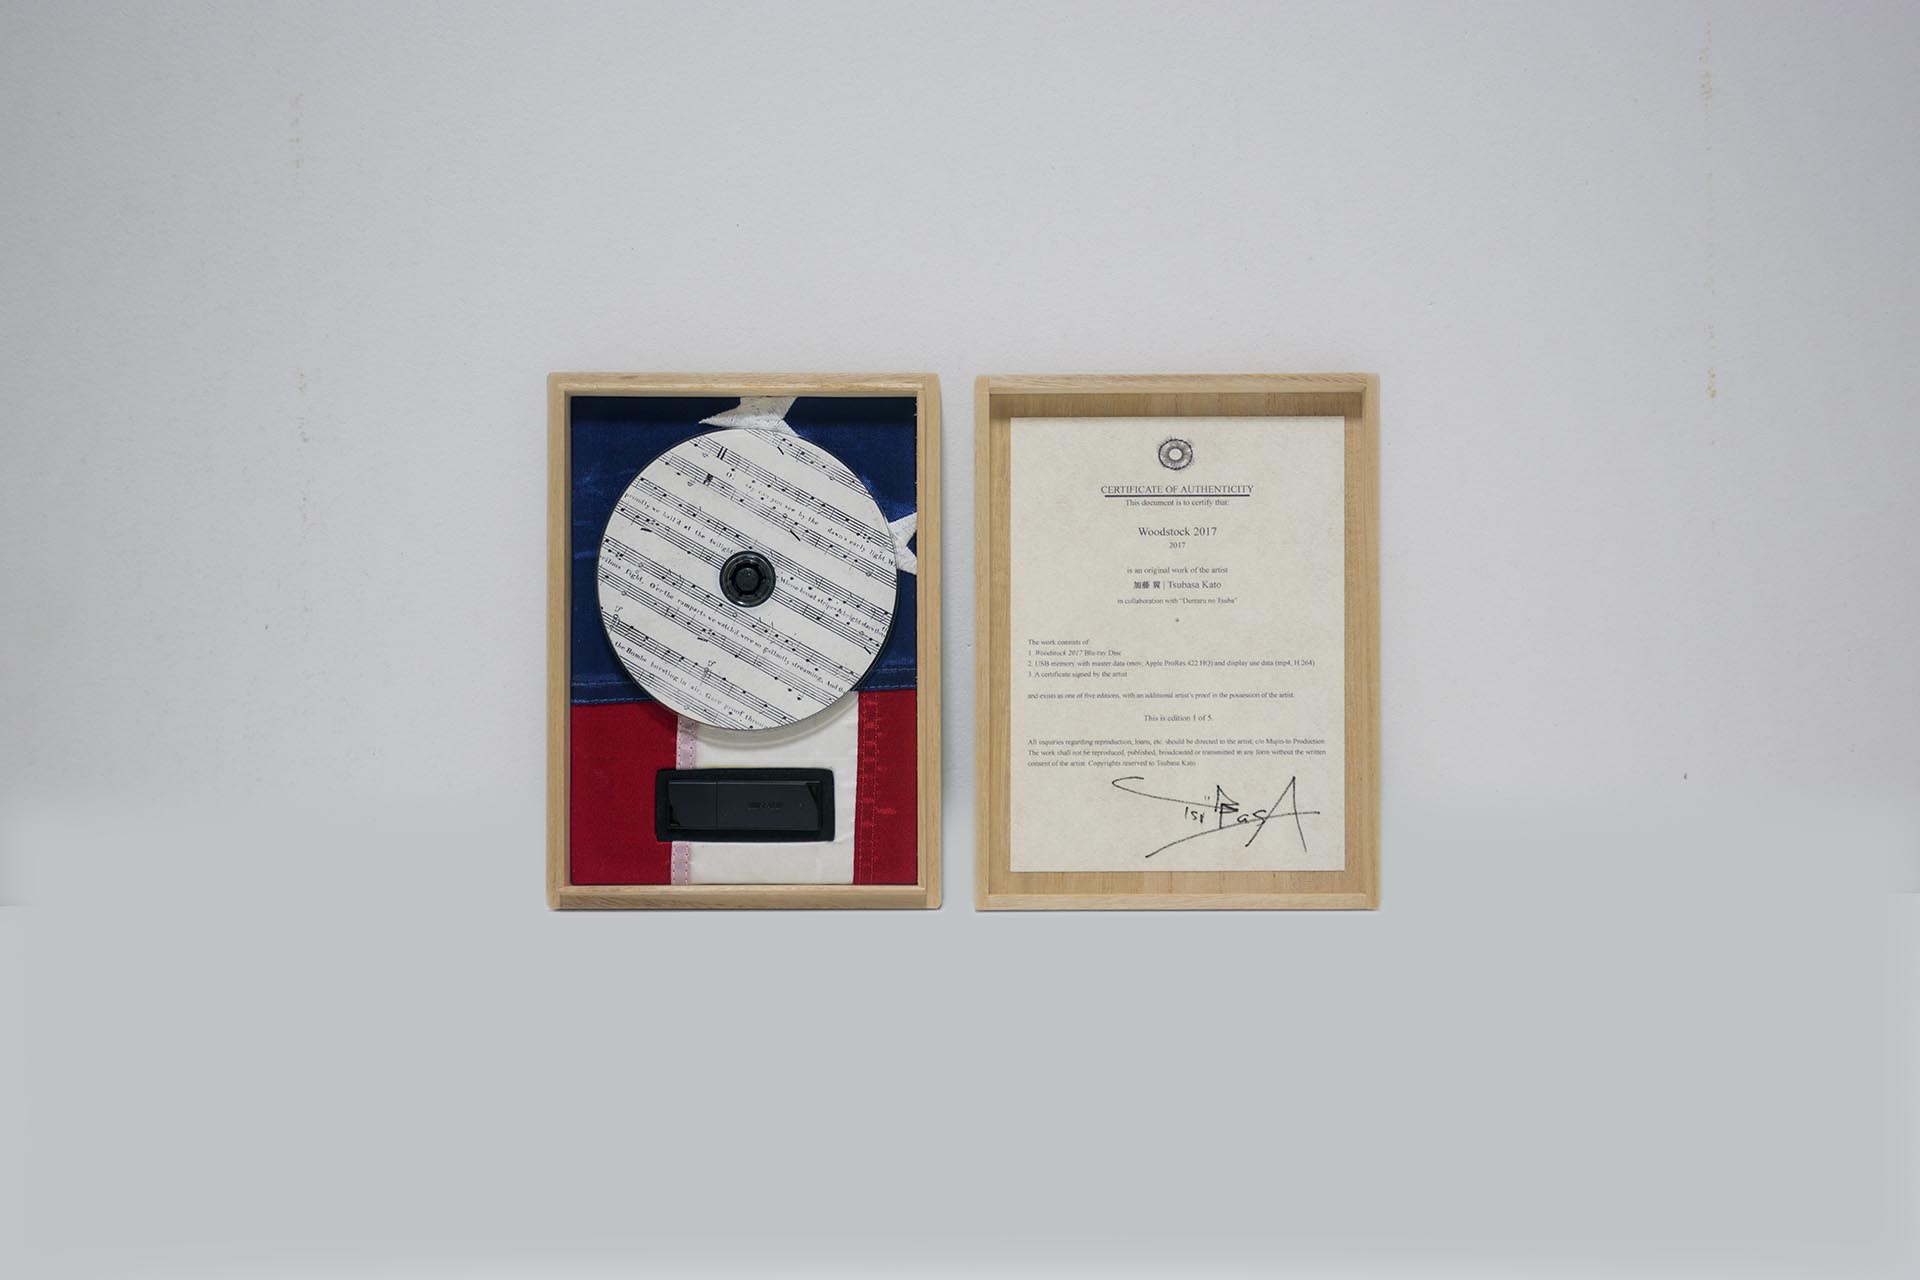 O! say can you see by the dawn's early light, W
proudly we hail'd at the twilight
Whose broad stripes & bright stars thro
rilous fight, O'er the ramparts we watch'd, were so gallantly streaming, And the
the Bombs bursting in air, Gave proof through
CERTIFICATE OF AUTHENTICITY
This document is to certify that:
Woodstock 2017
2017
is an original work of the artist
加藤 翼 | Tsubasa Kato
in collaboration with "Dentaru no Tsuba"
*
The work consists of
1. Woodstock 2017 Blu-ray Disc
2. USB memory with master data (mov, Apple ProRes 422 HQ) and display use data (mp4, H.264)
3. A certificate signed by the artist
and exists as one of five editions, with an additional artist's proof in the possession of the artist.
This is edition 1 of 5.
All inquiries regarding reproduction, loans, etc. should be directed to the artist, c/o Mujin-to Production
The work shall not be reproduced, published, broadcasted or transmitted in any form without the written
consent of the artist. Copyrights reserved to Tsubasa Kato